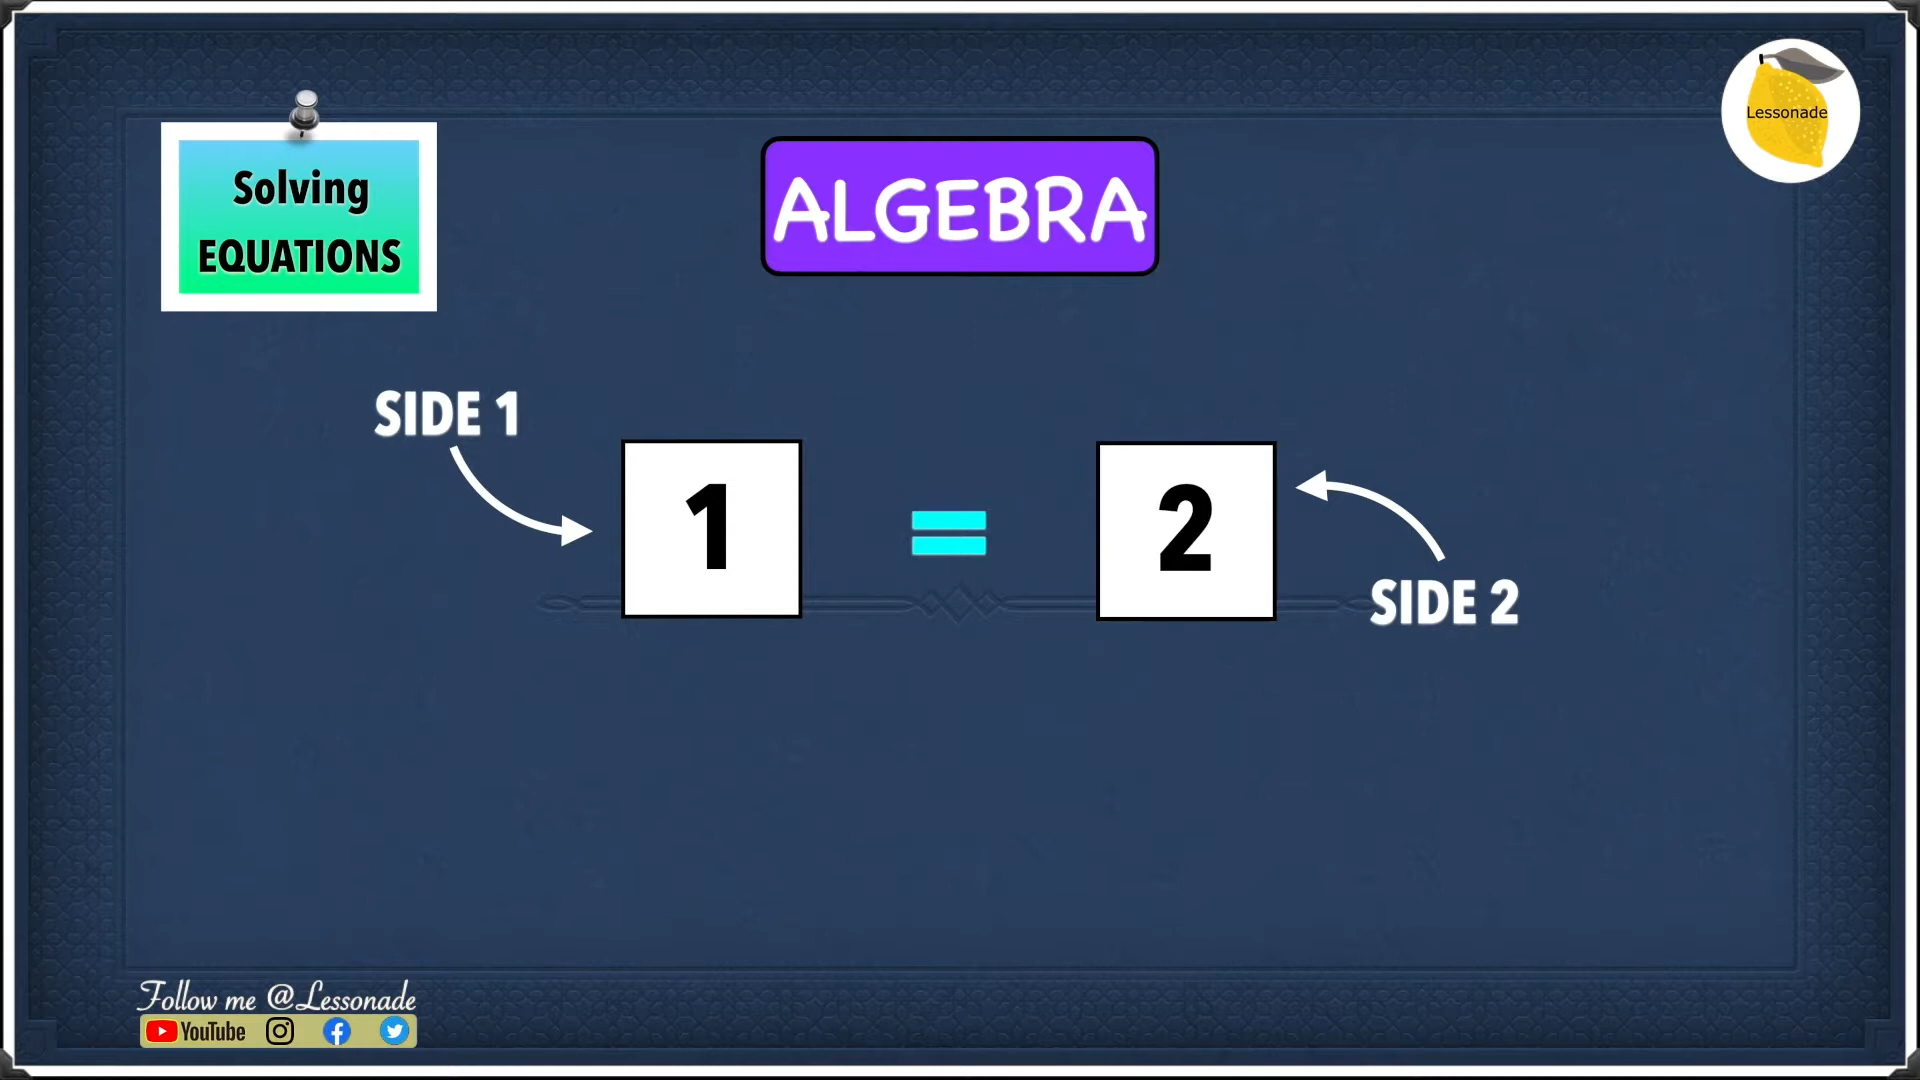 Solving
EQUATIONS
ALGEBRA
Lessonade
SIDE 1
1 = 2
SIDE 2
Follow me @Lessonade
YouTube